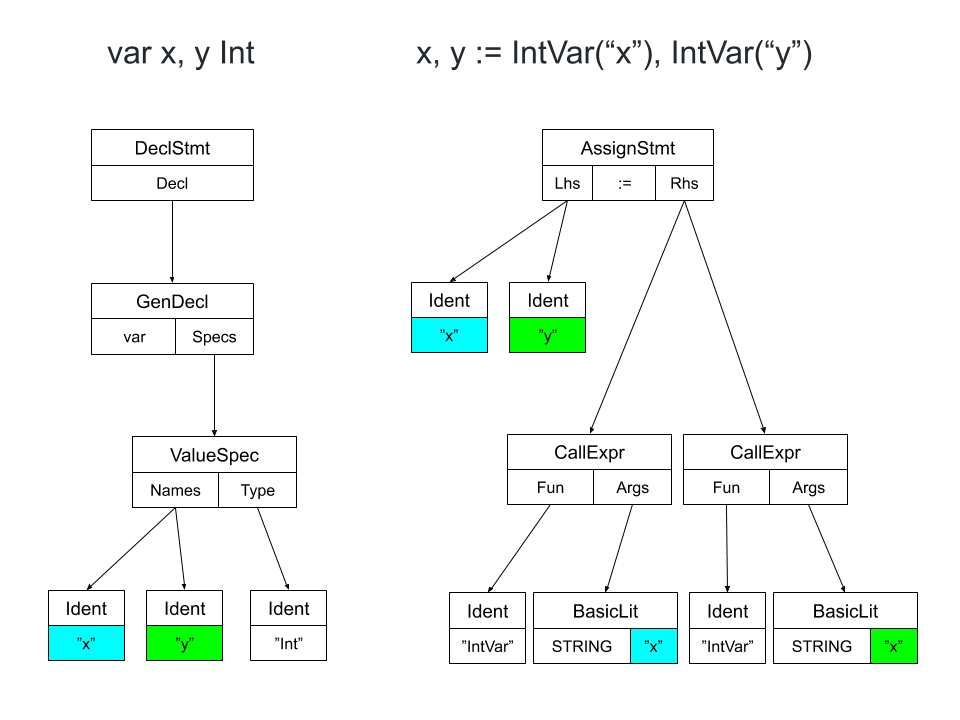 var x, y Int
x, y := IntVar(“x”), IntVar(“y”)
DeclStmt
Decl
GenDecl
var Specs
ValueSpec
Names Type
Ident
”x”
Ident
”y”
Ident
”Int”
AssignStmt
Lhs := Rhs
Ident
”x”
Ident
”y”
CallExpr
Fun Args
CallExpr
Fun Args
Ident
”IntVar”
BasicLit
STRING ”x”
Ident
”IntVar”
BasicLit
STRING ”x”